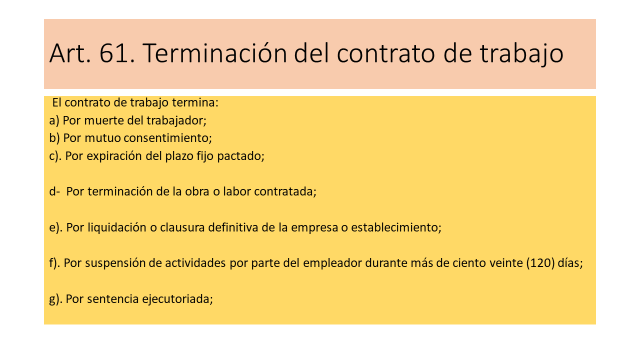 Art. 61. Terminación del contrato de trabajo
El contrato de trabajo termina:
a) Por muerte del trabajador;
b) Por mutuo consentimiento;
c). Por expiración del plazo fijo pactado;
d- Por terminación de la obra o labor contratada;
e). Por liquidación o clausura definitiva de la empresa o establecimiento;
f). Por suspensión de actividades por parte del empleador durante más de ciento veinte (120) días;
g). Por sentencia ejecutoriada;